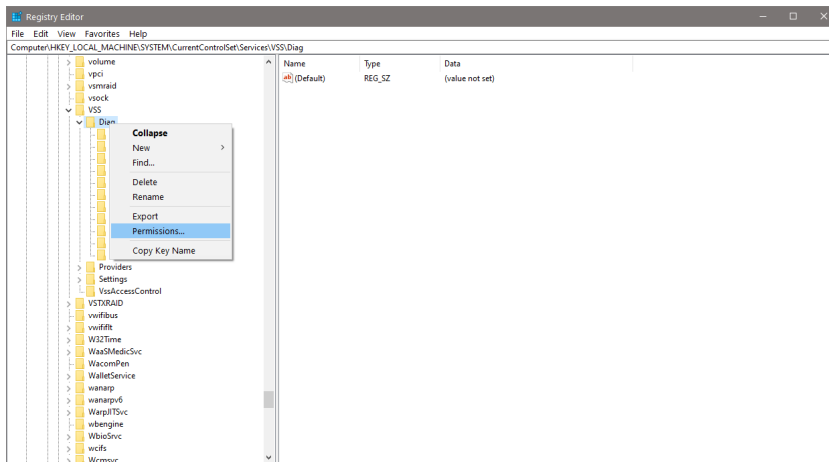 Registry Editor
File Edit View Favorites Help
Computer\HKEY_LOCAL_MACHINE\SYSTEM\CurrentControlSet\Services\VSS\Diag
Name Type Data
(Default) REG_SZ (value not set)
volume
vpci
vsmraid
vsock
VSS
Diag
Collapse
New
Find...
Delete
Rename
Export
Permissions...
Copy Key Name
Providers
Settings
VssAccessControl
VSTXRAID
vwifibus
vwififlt
W32Time
WaaSMedicSvc
WacomPen
WalletService
wanarp
wanarpv6
WarpJITSvc
wbengine
WbioSrvc
wcifs
Wcmsvc